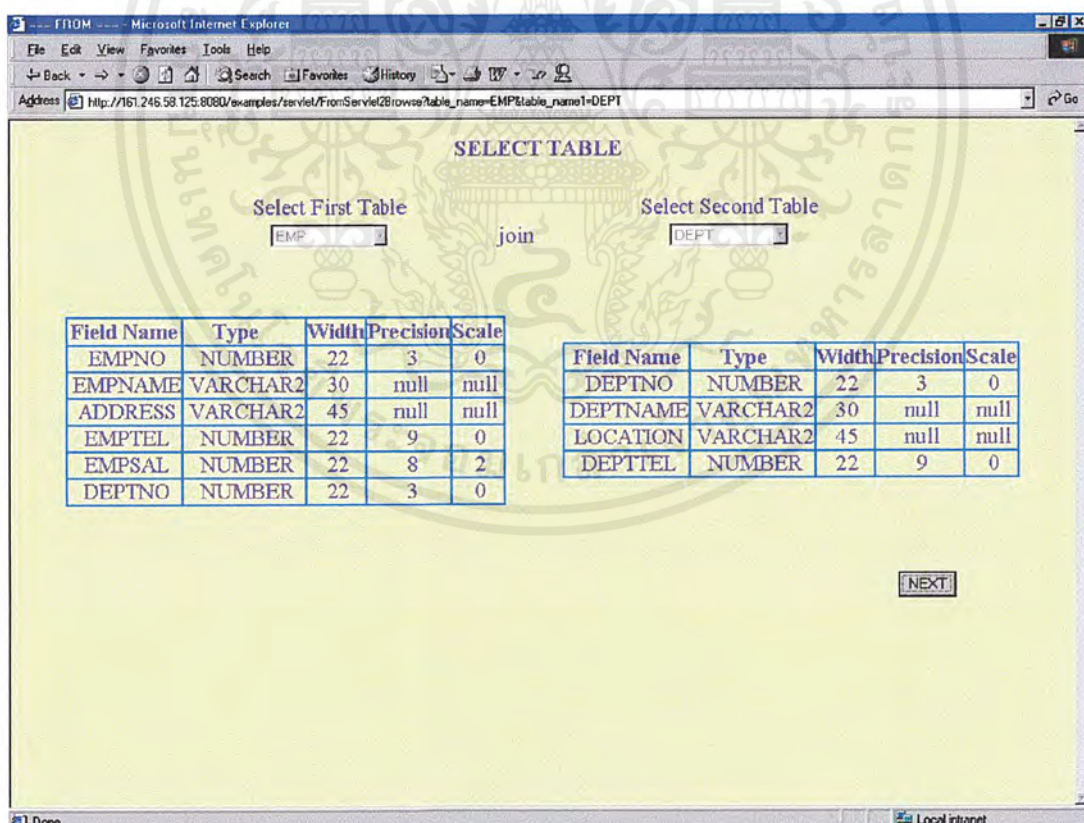 --- FROM ---- - Microsoft Internet Explorer
File Edit View Favorites Tools Help
Back Search Favorites History
Address http://161.246.58.125:8080/examples/servlet/FromServlet2Browse?table_name=EMP&table_name1=DEPT Go
SELECT TABLE
Select First Table Select Second Table
EMP join DEPT
Field Name Type Width Precision Scale
EMPNO NUMBER 22 3 0
EMPNAME VARCHAR2 30 null null
ADDRESS VARCHAR2 45 null null
EMPTEL NUMBER 22 9 0
EMPSAL NUMBER 22 8 2
DEPTNO NUMBER 22 3 0
Field Name Type Width Precision Scale
DEPTNO NUMBER 22 3 0
DEPTNAME VARCHAR2 30 null null
LOCATION VARCHAR2 45 null null
DEPTTEL NUMBER 22 9 0
NEXT
Done Local intranet